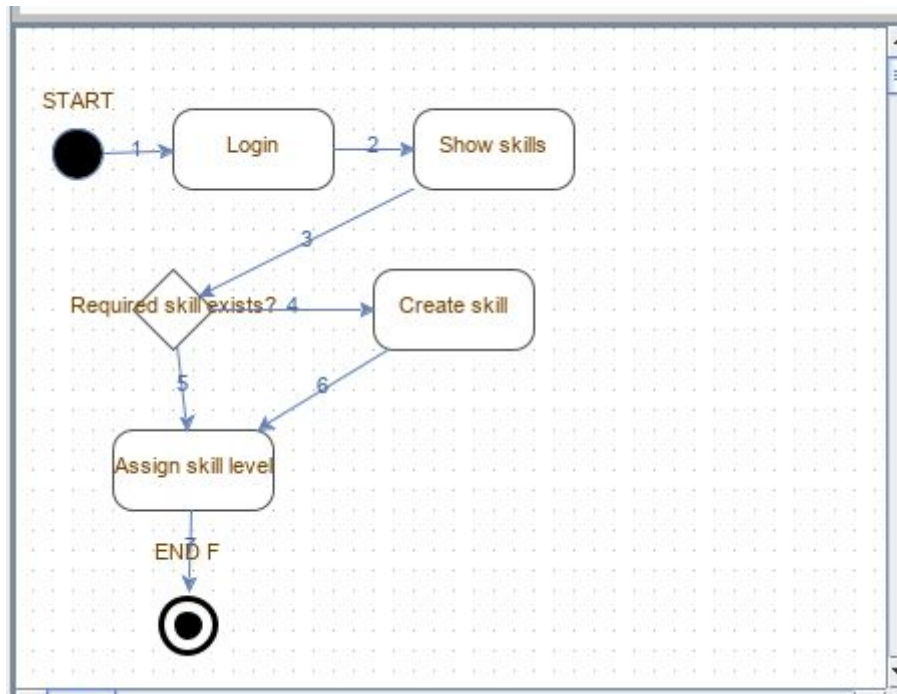 START
1
Login
2
Show skills
3
Required skill exists?
4
Create skill
5
6
Assign skill level
7
END F